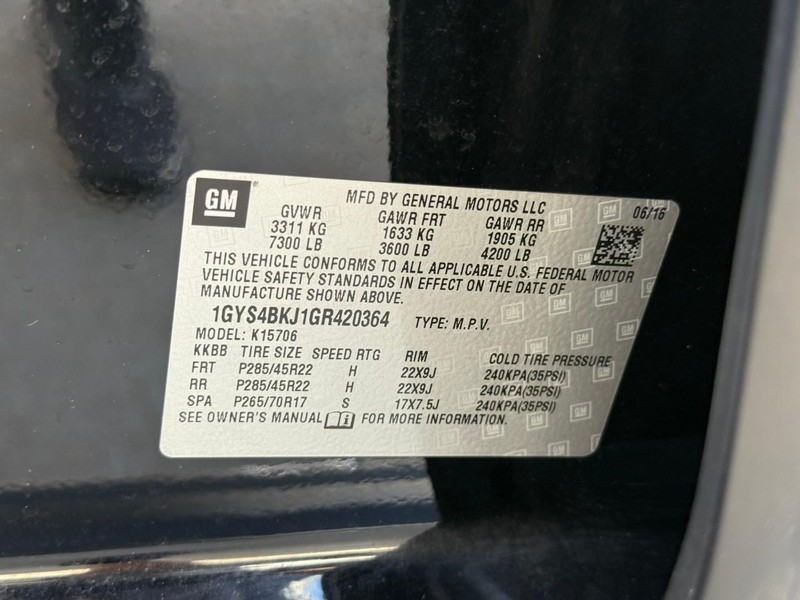 GM
MFD BY GENERAL MOTORS LLC
06/16
GVWR GAWR FRT GAWR RR
3311 KG 1633 KG 1905 KG
7300 LB 3600 LB 4200 LB
THIS VEHICLE CONFORMS TO ALL APPLICABLE U.S. FEDERAL MOTOR
VEHICLE SAFETY STANDARDS IN EFFECT ON THE DATE OF
MANUFACTURE SHOWN ABOVE.
1GYS4BKJ1GR420364 TYPE: M.P.V.
MODEL: K15706
KKBB TIRE SIZE SPEED RTG RIM COLD TIRE PRESSURE
FRT P285/45R22 H 22X9J 240KPA(35PSI)
RR P285/45R22 H 22X9J 240KPA(35PSI)
SPA P265/70R17 S 17X7.5J 240KPA(35PSI)
SEE OWNER'S MANUAL FOR MORE INFORMATION.